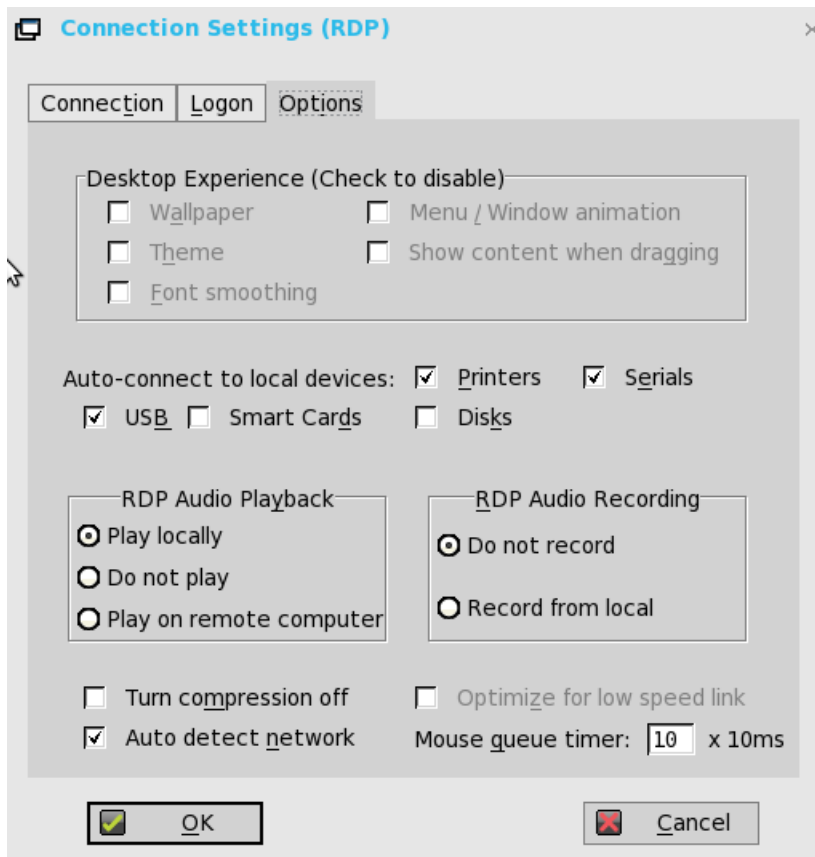 Connection Settings (RDP)
Connection Logon Options
Desktop Experience (Check to disable)
Wallpaper Menu / Window animation
Theme Show content when dragging
Font smoothing
Auto-connect to local devices: Printers Serials
USB Smart Cards Disks
RDP Audio Playback
Play locally
Do not play
Play on remote computer
RDP Audio Recording
Do not record
Record from local
Turn compression off Optimize for low speed link
Auto detect network Mouse queue timer: 10 x 10ms
OK Cancel